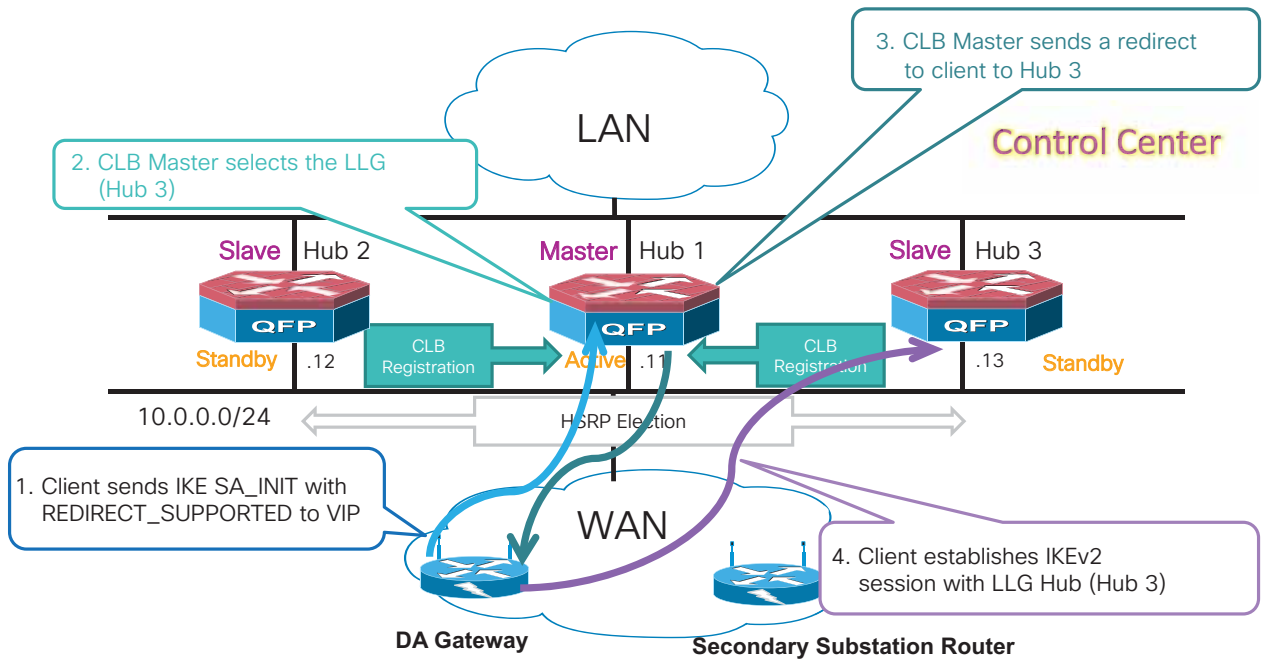 3. CLB Master sends a redirect
to client to Hub 3
LAN
Control Center
2. CLB Master selects the LLG
(Hub 3)
Slave
Hub 2
Master
Hub 1
Slave
Hub 3
QFP
QFP
QFP
Standby
.12
CLB
Registration
Active
.11
CLB
Registration
.13
Standby
10.0.0.0/24
HSRP Election
1. Client sends IKE SA_INIT with
REDIRECT_SUPPORTED to VIP
WAN
4. Client establishes IKEv2
session with LLG Hub (Hub 3)
DA Gateway
Secondary Substation Router